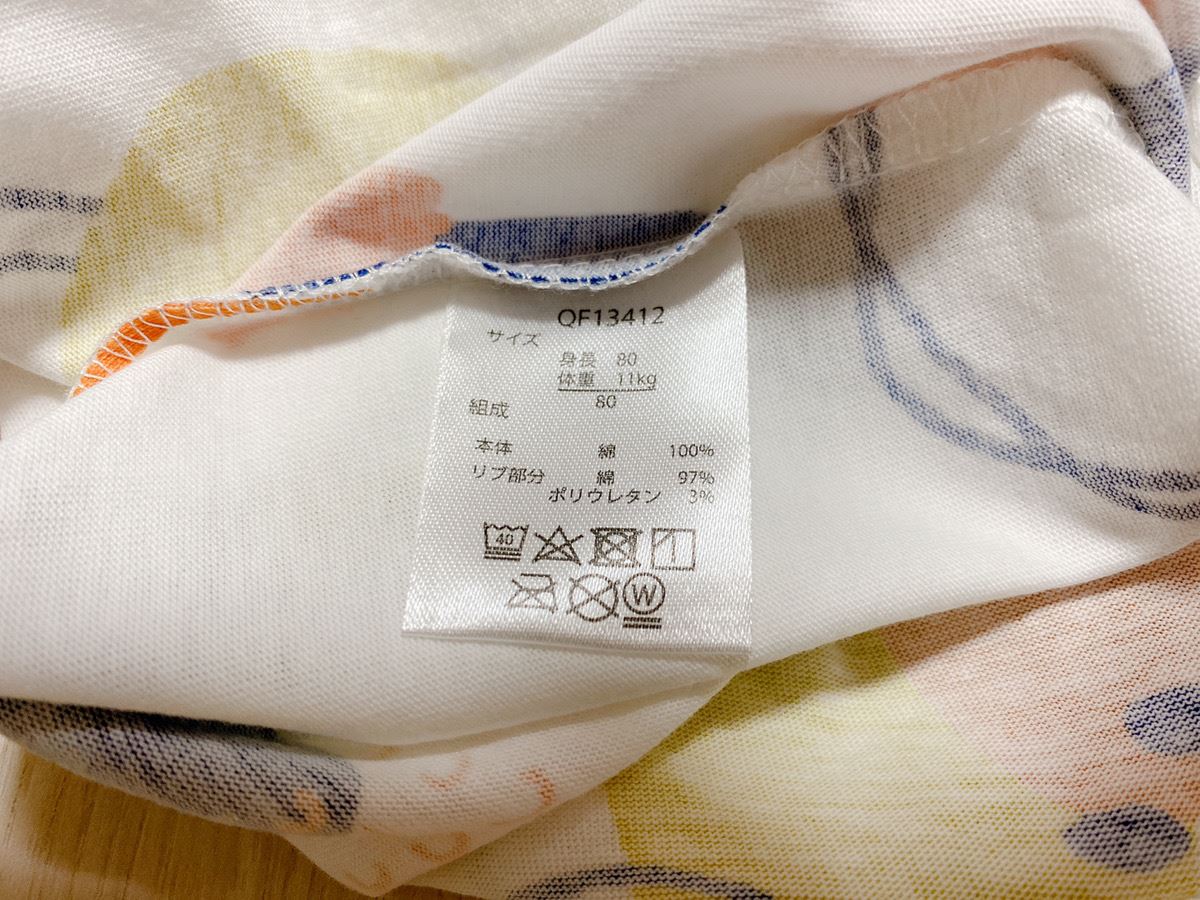 QF13412
サイズ
身長 80
体重 11kg
80
組成
本体 綿 100%
リブ部分 綿 97%
ポリウレタン 3%
40
W